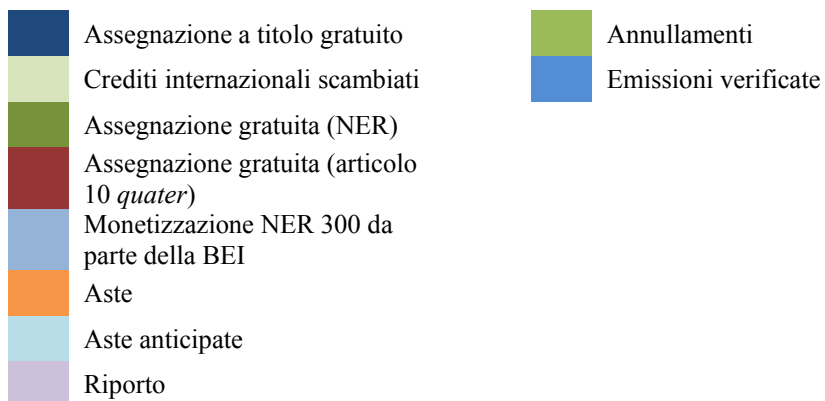 Assegnazione a titolo gratuito
Crediti internazionali scambiati
Assegnazione gratuita (NER)
Assegnazione gratuita (articolo
10 quater)
Monetizzazione NER 300 da
parte della BEI
Aste
Aste anticipate
Riporto
Annullamenti
Emissioni verificate